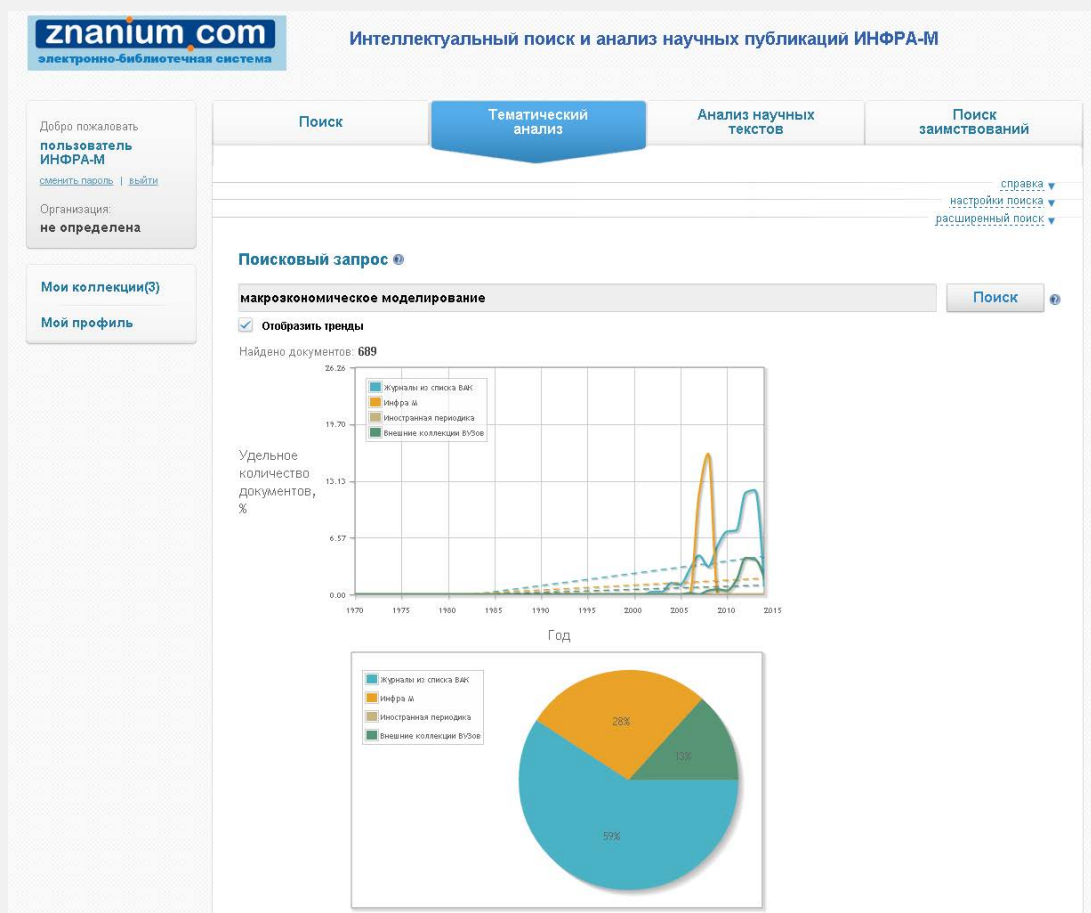 znanium.com
электронно-библиотечная система
Интеллектуальный поиск и анализ научных публикаций ИНФРА-М
Добро пожаловать
пользователь
ИНФРА-М
сменить пароль | выйти
Организация:
не определена
Мои коллекции(3)
Мой профиль
Поиск
Тематический
анализ
Анализ научных
текстов
Поиск
заимствований
справка
настройки поиска
расширенный поиск
Поисковый запрос
макроэкономическое моделирование
Поиск
Отобразить тренды
Найдено документов: 689
Удельное
количество
документов,
%
26.26
19.70
13.13
6.57
0.00
Журналы из списка ВАК
Инфра М
Иностранная периодика
Внешние коллекции ВУЗов
1970 1975 1980 1985 1990 1995 2000 2005 2010 2015
Год
Журналы из списка ВАК
Инфра М
Иностранная периодика
Внешние коллекции ВУЗов
28%
13%
59%